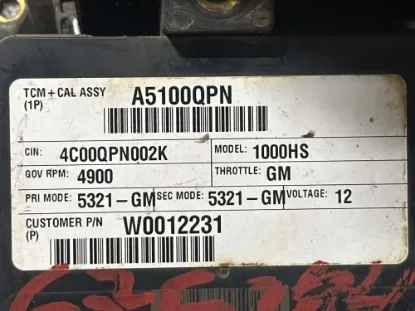 TCM + CAL ASSY A5100QPN
(1P)
CIN: 4C00QPN002K MODEL: 1000HS
GOV RPM: 4900 THROTTLE: GM
PRI MODE: 5321-GM SEC MODE: 5321-GM VOLTAGE: 12
CUSTOMER P/N W0012231
(P)